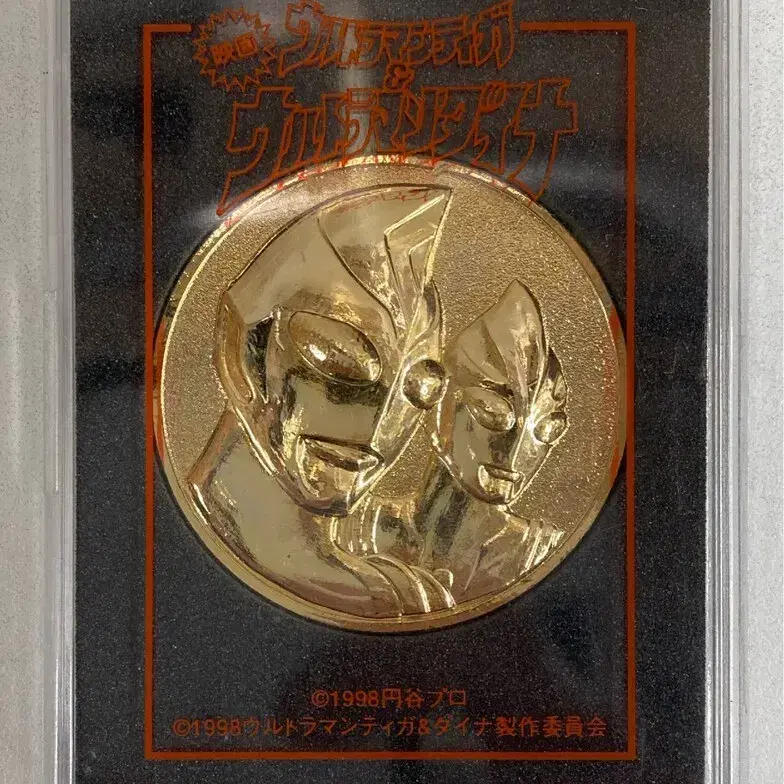 映画
ウルトラマンティガ
&
ウルトラマンダイナ
©1998円谷プロ
©1998ウルトラマンティガ&ダイナ製作委員会